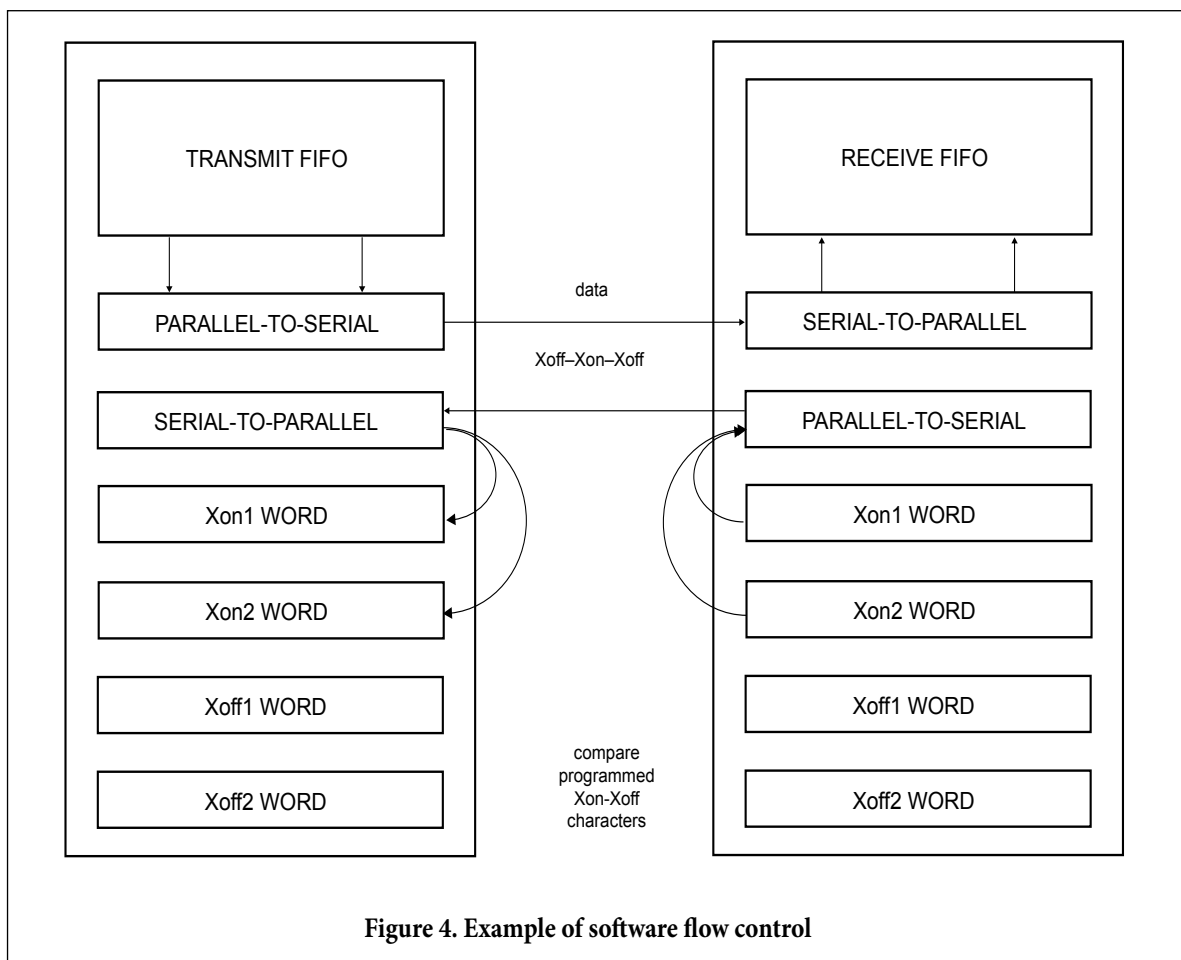 TRANSMIT FIFO
PARALLEL-TO-SERIAL
SERIAL-TO-PARALLEL
Xon1 WORD
Xon2 WORD
Xoff1 WORD
Xoff2 WORD
data
Xoff–Xon–Xoff
compare
programmed
Xon-Xoff
characters
RECEIVE FIFO
SERIAL-TO-PARALLEL
PARALLEL-TO-SERIAL
Xon1 WORD
Xon2 WORD
Xoff1 WORD
Xoff2 WORD
Figure 4. Example of software flow control